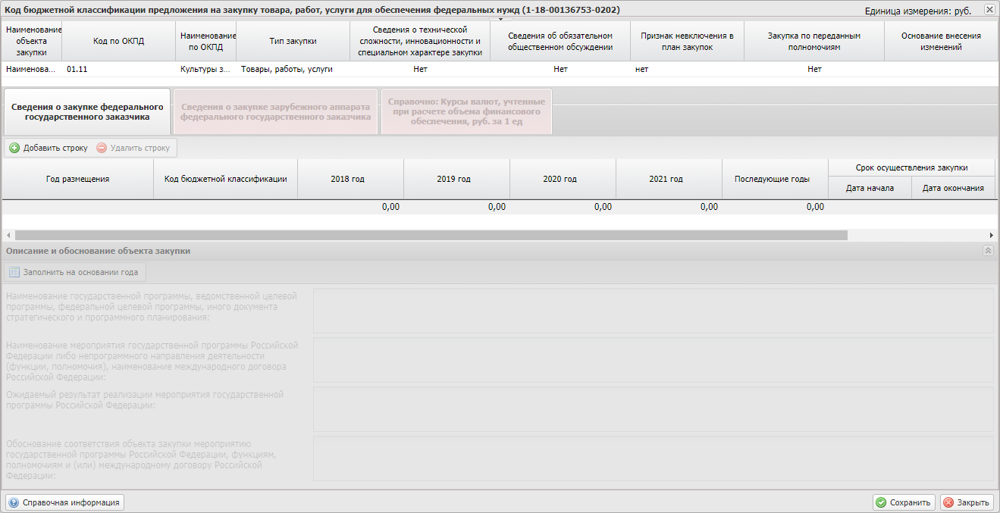 Код бюджетной классификации предложения на закупку товара, работ, услуги для обеспечения федеральных нужд (1-18-00136753-0202)
Единица измерения: руб.
Наименование
объекта
закупки
Код по ОКПД
Наименование
по ОКПД
Тип закупки
Сведения о технической
сложности, инновационности и
специальном характере закупки
Сведения об обязательном
общественном обсуждении
Признак невключения в
план закупок
Закупка по переданным
полномочиям
Основание внесения
изменений
Наименова...
01.11
Культуры з...
Товары, работы, услуги
Нет
Нет
нет
Нет
Сведения о закупке федерального
государственного заказчика
Сведения о закупке зарубежного аппарата
федерального государственного заказчика
Справочно: Курсы валют, учтенные
при расчете объема финансового
обеспечения, руб. за 1 ед
Добавить строку
Удалить строку
Год размещения
Код бюджетной классификации
2018 год
2019 год
2020 год
2021 год
Последующие годы
Срок осуществления закупки
Дата начала
Дата окончания
0,00
0,00
0,00
0,00
0,00
Описание и обоснование объекта закупки
Заполнить на основании года
Наименование государственной программы, ведомственной целевой
программы, федеральной целевой программы, иного документа
стратегического и программного планирования:
Наименование мероприятия государственной программы Российской
Федерации либо непрограммного направления деятельности
(функции, полномочия), наименование международного договора
Российской Федерации:
Ожидаемый результат реализации мероприятия государственной
программы Российской Федерации:
Обоснование соответствия объекта закупки мероприятию
государственной программы Российской Федерации, функциям,
полномочиям и (или) международному договору Российской
Федерации:
Справочная информация
Сохранить
Закрыть